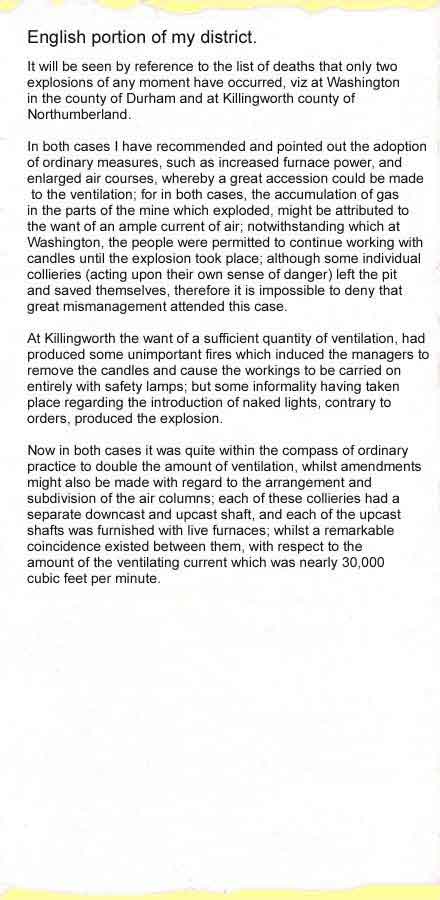 English portion of my district.
It will be seen by reference to the list of deaths that only two
explosions of any moment have occurred, viz at Washington
in the county of Durham and at Killingworth county of
Northumberland.
In both cases I have recommended and pointed out the adoption
of ordinary measures, such as increased furnace power, and
enlarged air courses, whereby a great accession could be made
to the ventilation; for in both cases, the accumulation of gas
in the parts of the mine which exploded, might be attributed to
the want of an ample current of air; notwithstanding which at
Washington, the people were permitted to continue working with
candles until the explosion took place; although some individual
collieries (acting upon their own sense of danger) left the pit
and saved themselves, therefore it is impossible to deny that
great mismanagement attended this case.
At Killingworth the want of a sufficient quantity of ventilation, had
produced some unimportant fires which induced the managers to
remove the candles and cause the workings to be carried on
entirely with safety lamps; but some informality having taken
place regarding the introduction of naked lights, contrary to
orders, produced the explosion.
Now in both cases it was quite within the compass of ordinary
practice to double the amount of ventilation, whilst amendments
might also be made with regard to the arrangement and
subdivision of the air columns; each of these collieries had a
separate downcast and upcast shaft, and each of the upcast
shafts was furnished with live furnaces; whilst a remarkable
coincidence existed between them, with respect to the
amount of the ventilating current which was nearly 30,000
cubic feet per minute.